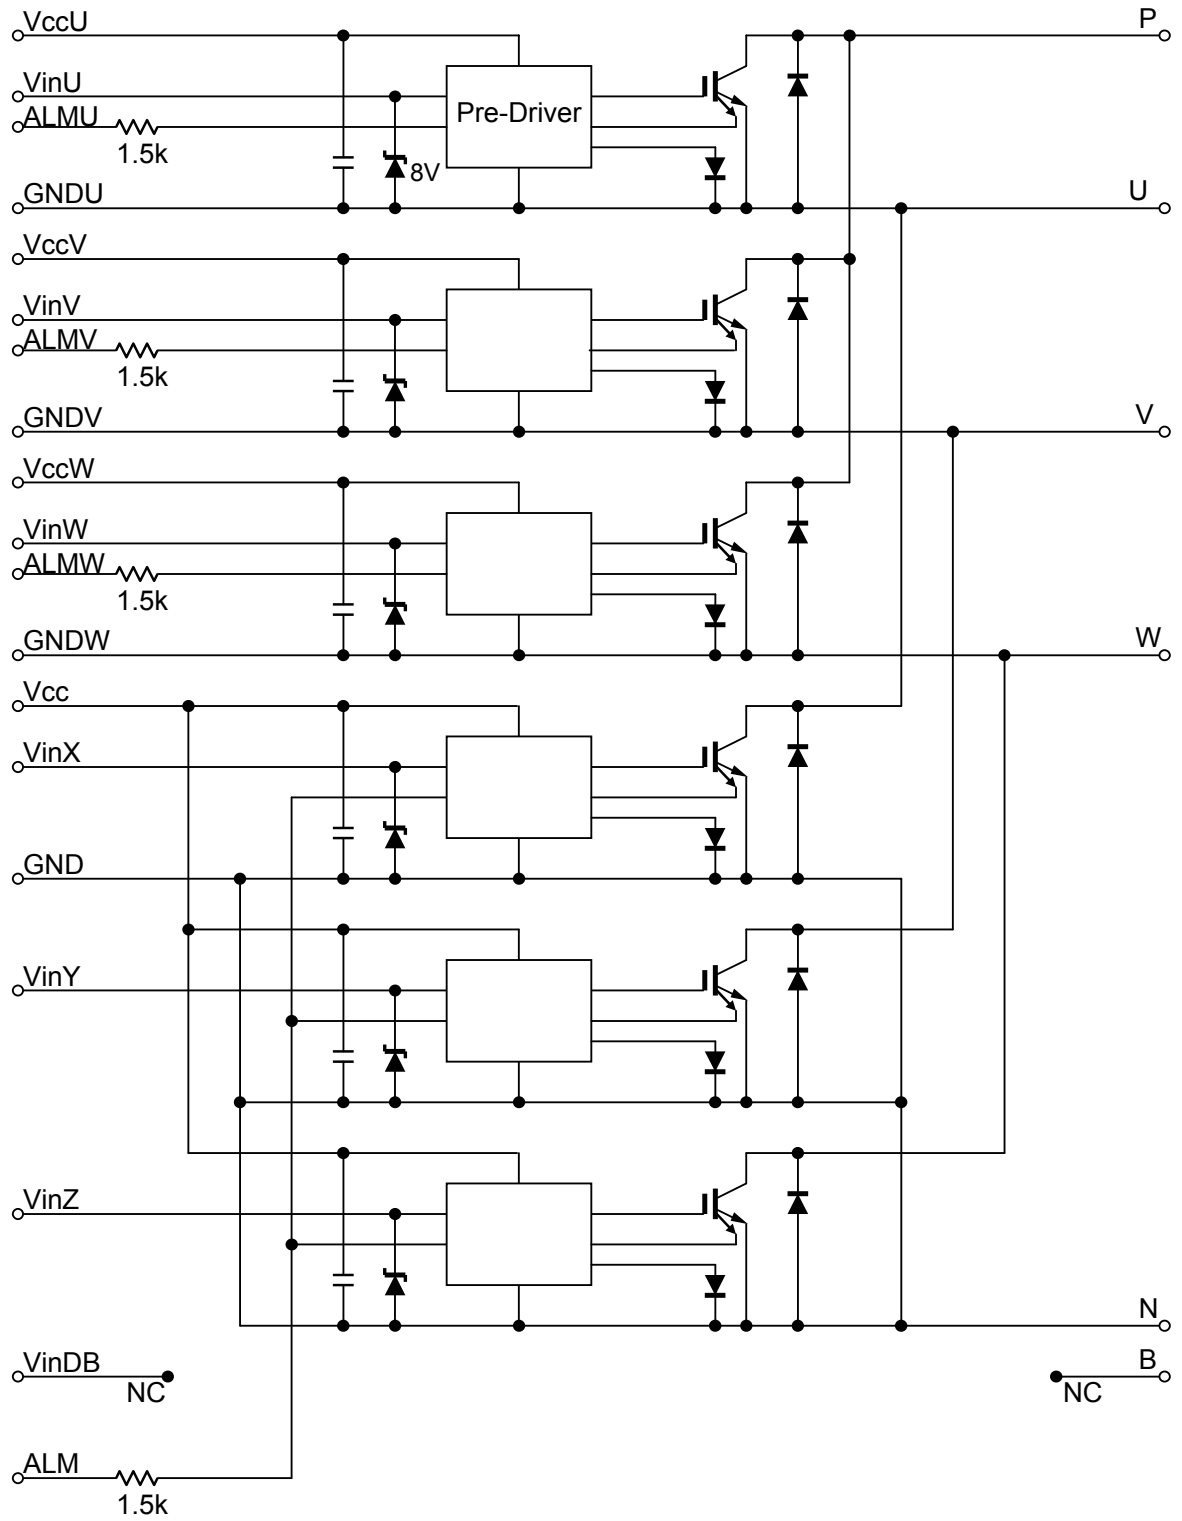 VccU
P
VinU
ALMU
Pre-Driver
1.5k
8V
GNDU
U
VccV
VinV
ALMV
1.5k
GNDV
V
VccW
VinW
ALMW
1.5k
GNDW
W
Vcc
VinX
GND
VinY
VinZ
N
VinDB
B
NC
NC
ALM
1.5k